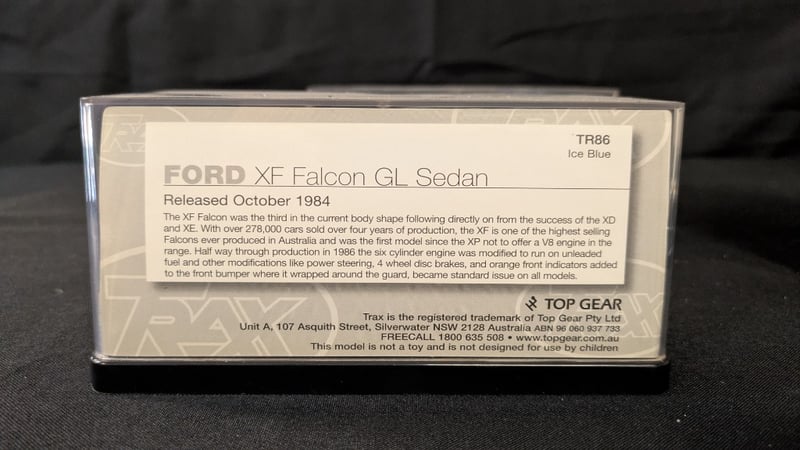 TR86
Ice Blue
FORD XF Falcon GL Sedan
Released October 1984
The XF Falcon was the third in the current body shape following directly on from the success of the XD
and XE. With over 278,000 cars sold over four years of production, the XF is one of the highest selling
Falcons ever produced in Australia and was the first model since the XP not to offer a V8 engine in the
range. Half way through production in 1986 the six cylinder engine was modified to run on unleaded
fuel and other modifications like power steering, 4 wheel disc brakes, and orange front indicators added
to the front bumper where it wrapped around the guard, became standard issue on all models.
TRAX
TOP GEAR
Trax is the registered trademark of Top Gear Pty Ltd
Unit A, 107 Asquith Street, Silverwater NSW 2128 Australia ABN 96 060 937 733
FREECALL 1800 635 508 • www.topgear.com.au
This model is not a toy and is not designed for use by children